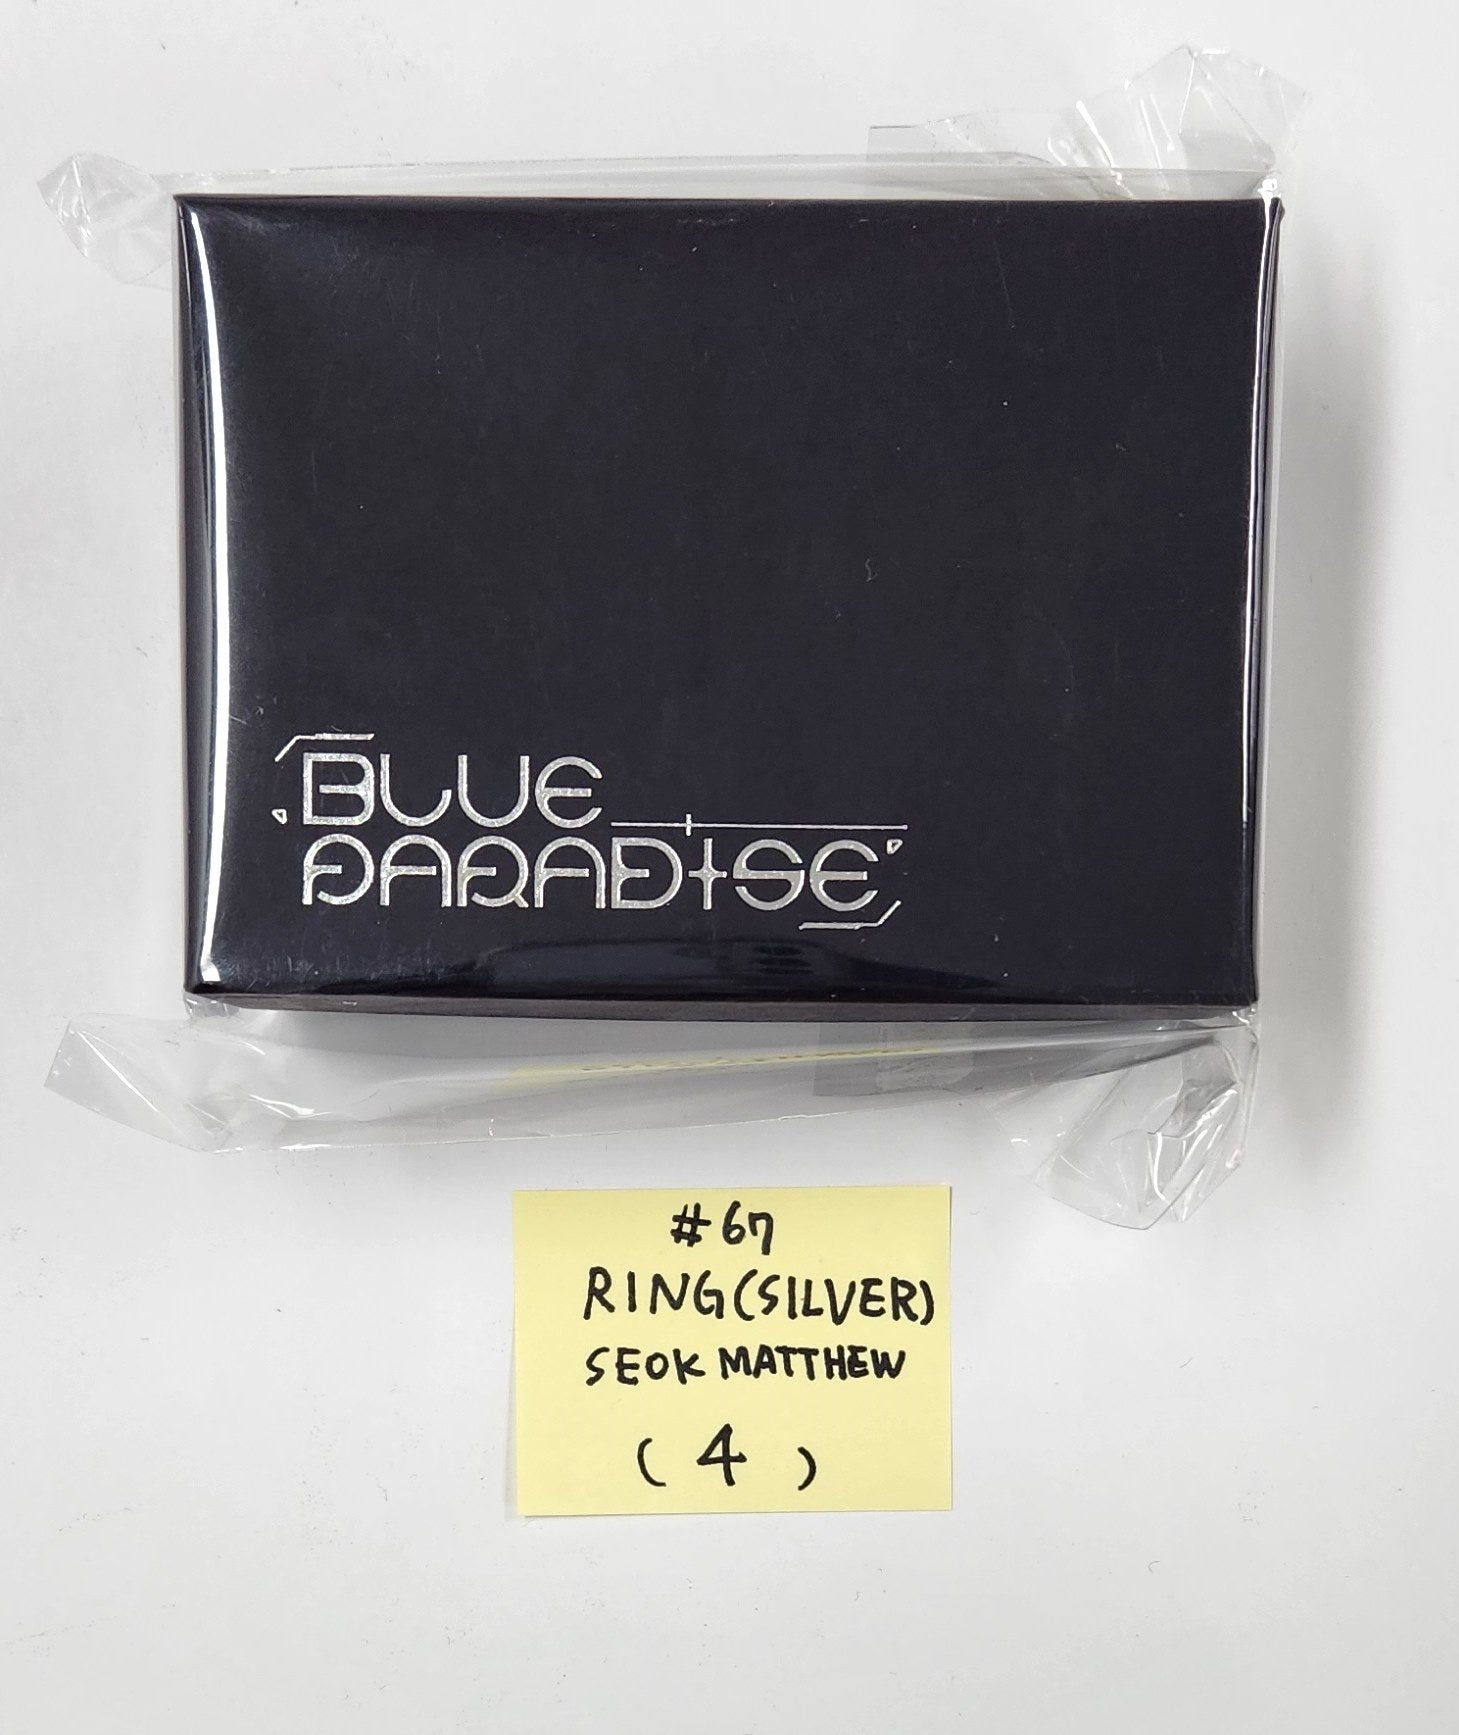 BLUE
PARADISE
#67
RING(SILVER)
SEOK MATTHEW
(4)